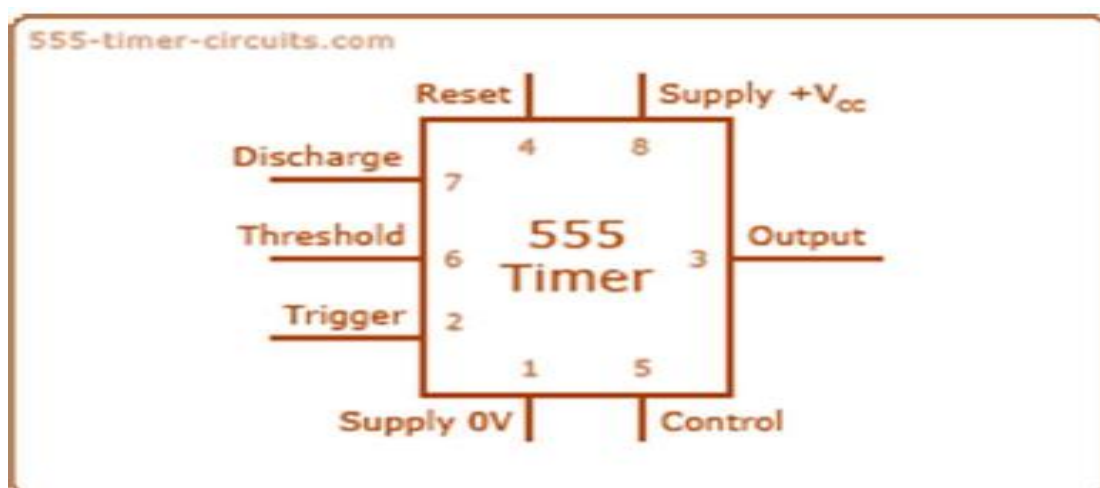 555-timer-circuits.com
Reset
Supply +Vcc
4
8
Discharge
7
Threshold
6
555
Timer
3
Output
Trigger
2
1
5
Supply 0V
Control